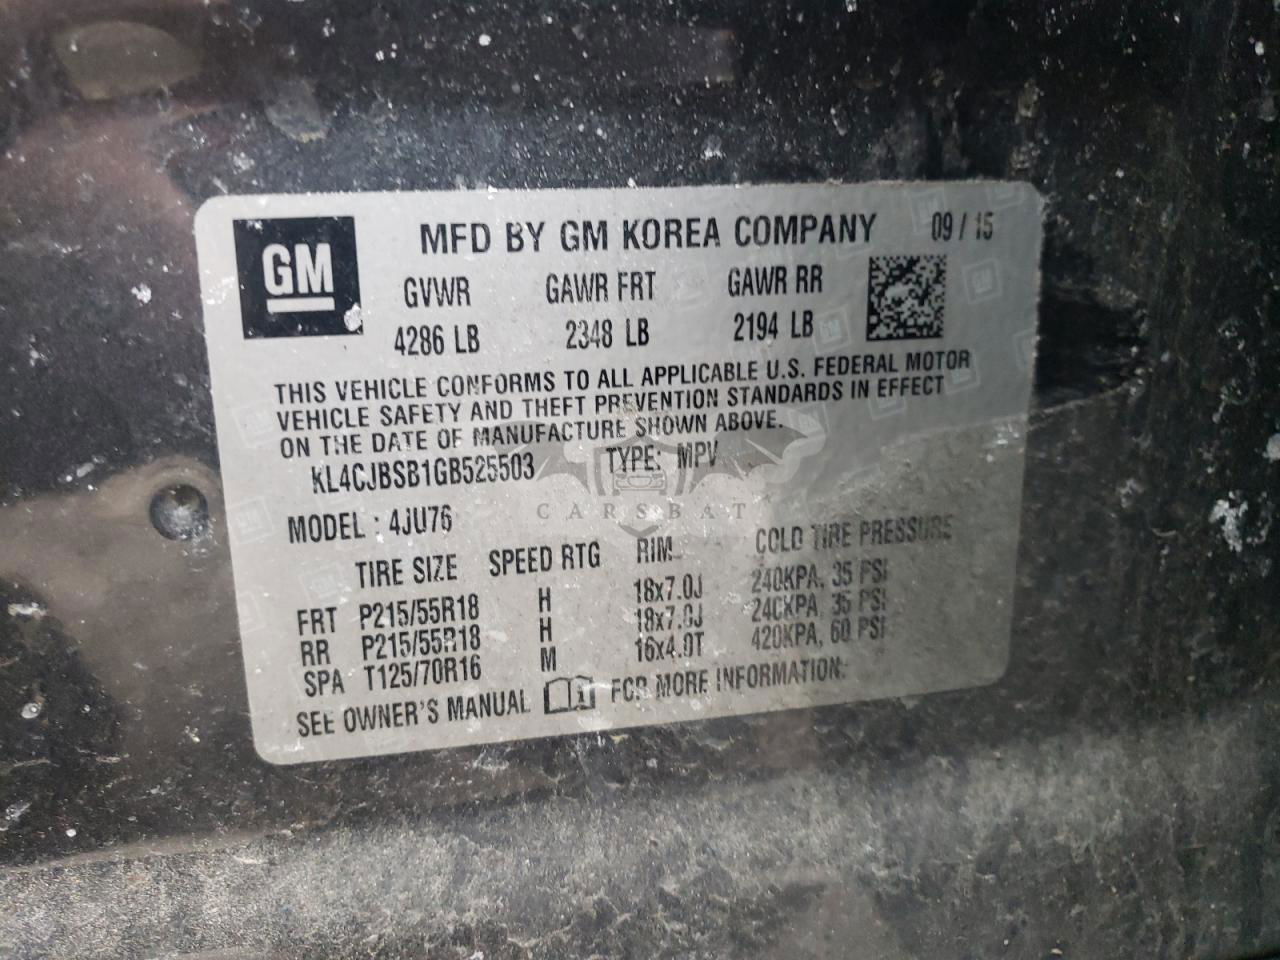 GM
MFD BY GM KOREA COMPANY 09 / 15
GVWR GAWR FRT GAWR RR
4286 LB 2348 LB 2194 LB
THIS VEHICLE CONFORMS TO ALL APPLICABLE U.S. FEDERAL MOTOR
VEHICLE SAFETY AND THEFT PREVENTION STANDARDS IN EFFECT
ON THE DATE OF MANUFACTURE SHOWN ABOVE.
KL4CJBSB1GB525503 TYPE: MPV
CARSBAT
MODEL : 4JU76
TIRE SIZE SPEED RTG RIM COLD TIRE PRESSURE
FRT P215/55R18 H 18x7.0J 240KPA, 35 PSI
RR P215/55R18 H 18x7.0J 240KPA, 35 PSI
SPA T125/70R16 M 16x4.0T 420KPA, 60 PSI
SEE OWNER'S MANUAL FOR MORE INFORMATION.